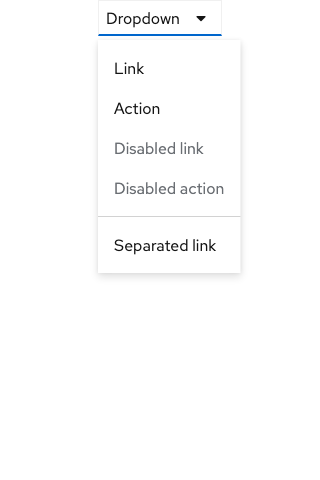 Dropdown
Link
Action
Disabled link
Disabled action
Separated link